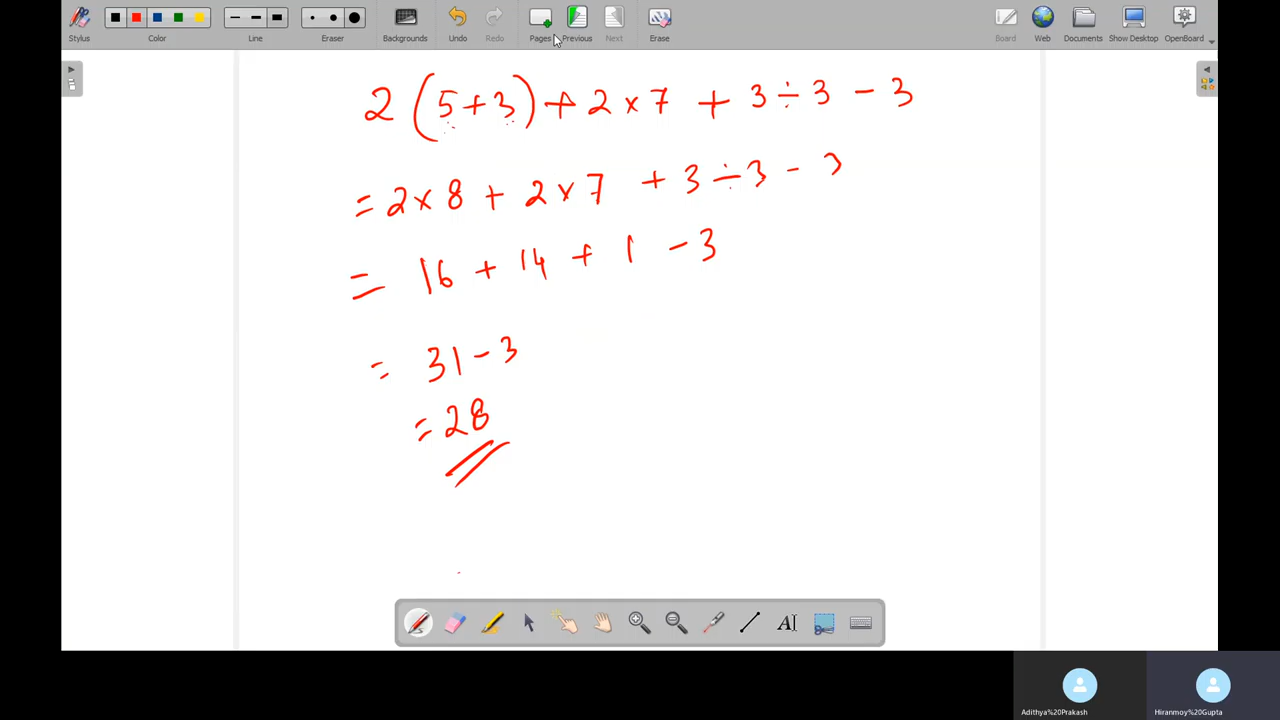 Stylus Color Line Eraser Backgrounds Undo Redo Pages Previous Next Erase Board Web Documents Show Desktop OpenBoard
2 (5+3) + 2 × 7 + 3 ÷ 3 - 3
= 2 × 8 + 2 × 7 + 3 ÷ 3 - 3
= 16 + 14 + 1 - 3
= 31 - 3
= 28
AI
Adithya%20Prakash Hiranmoy%20Gupta